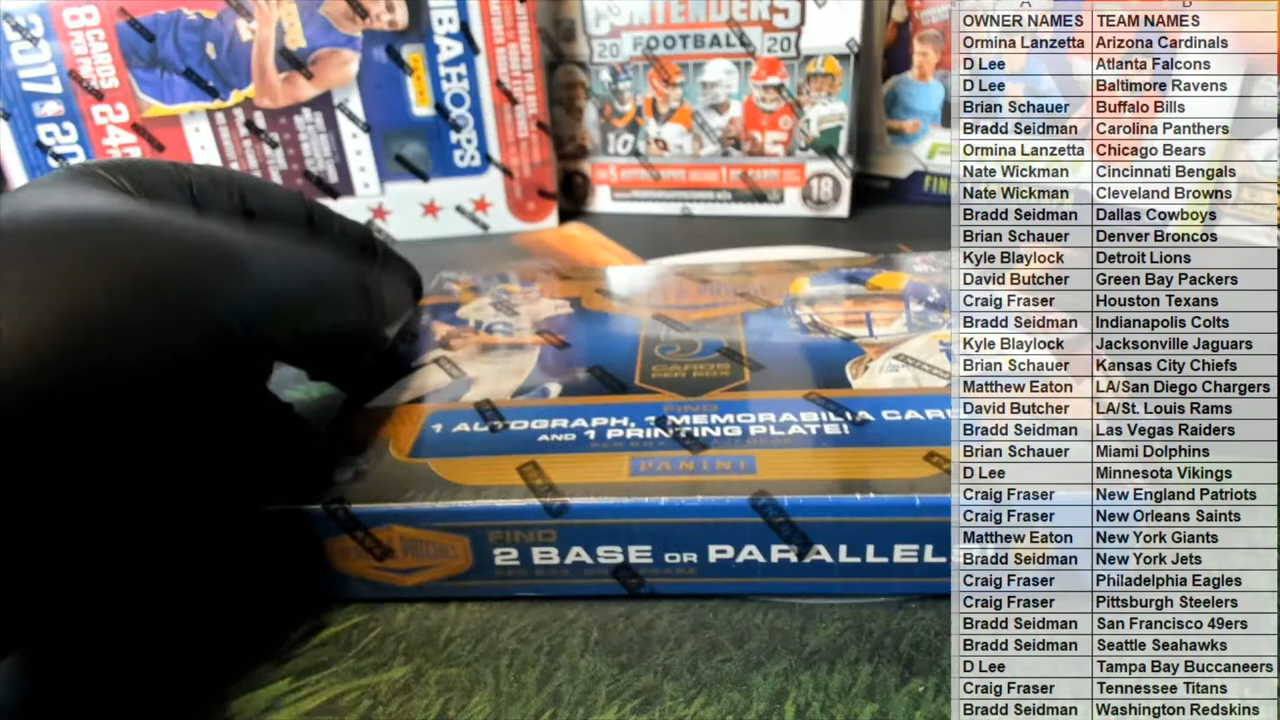 2017
8 CARDS
24
NBA HOOPS
CONTENDERS
20 FOOTBALL 20
18
5
CARDS
PER BOX
FIND
1 AUTOGRAPH, 1 MEMORABILIA CARD
AND 1 PRINTING PLATE!
PANINI
FIND
2 BASE OR PARALLELS
OWNER NAMES TEAM NAMES
Ormina Lanzetta Arizona Cardinals
D Lee Atlanta Falcons
D Lee Baltimore Ravens
Brian Schauer Buffalo Bills
Bradd Seidman Carolina Panthers
Ormina Lanzetta Chicago Bears
Nate Wickman Cincinnati Bengals
Nate Wickman Cleveland Browns
Bradd Seidman Dallas Cowboys
Brian Schauer Denver Broncos
Kyle Blaylock Detroit Lions
David Butcher Green Bay Packers
Craig Fraser Houston Texans
Bradd Seidman Indianapolis Colts
Kyle Blaylock Jacksonville Jaguars
Brian Schauer Kansas City Chiefs
Matthew Eaton LA/San Diego Chargers
David Butcher LA/St. Louis Rams
Bradd Seidman Las Vegas Raiders
Brian Schauer Miami Dolphins
D Lee Minnesota Vikings
Craig Fraser New England Patriots
Craig Fraser New Orleans Saints
Matthew Eaton New York Giants
Bradd Seidman New York Jets
Craig Fraser Philadelphia Eagles
Craig Fraser Pittsburgh Steelers
Bradd Seidman San Francisco 49ers
Bradd Seidman Seattle Seahawks
D Lee Tampa Bay Buccaneers
Craig Fraser Tennessee Titans
Bradd Seidman Washington Redskins